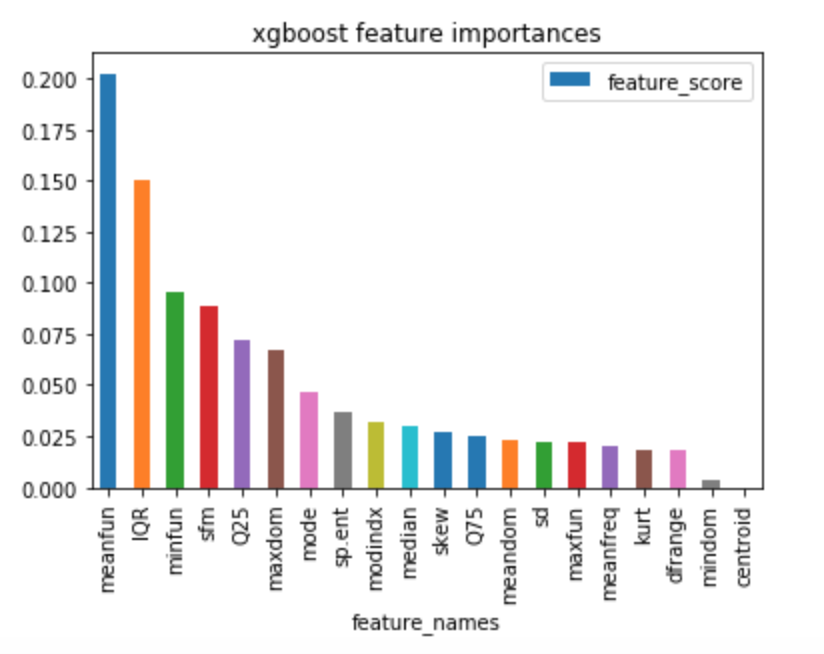 xgboost feature importances
feature_score
0.200
0.175
0.150
0.125
0.100
0.075
0.050
0.025
0.000
meanfun
IQR
minfun
sfm
Q25
maxdom
mode
sp.ent
modindx
median
skew
Q75
meandom
sd
maxfun
meanfreq
kurt
dfrange
mindom
centroid
feature_names